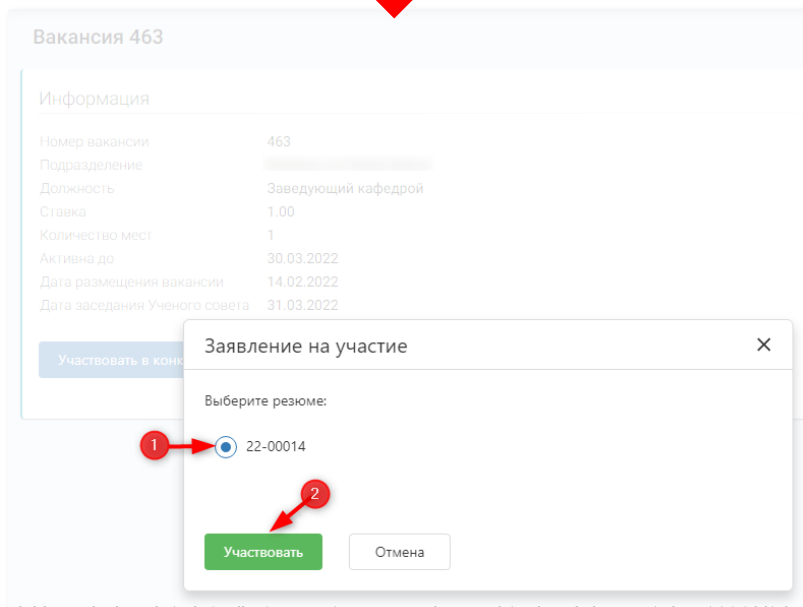 Вакансия 463
Информация
Номер вакансии 463
Подразделение
Должность Заведующий кафедрой
Ставка 1.00
Количество мест 1
Активна до 30.03.2022
Дата размещения вакансии 14.02.2022
Дата заседания Ученого совета 31.03.2022
Участвовать в конк
Заявление на участие
Выберите резюме:
1
22-00014
2
Участвовать Отмена